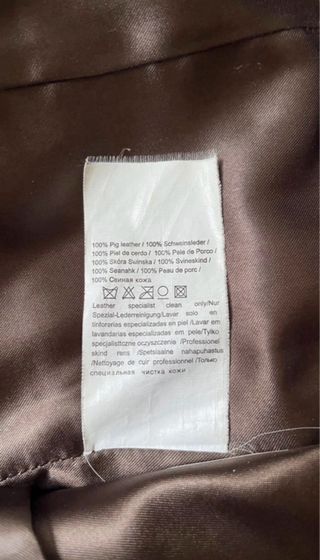 100% Pig leather / 100% Schweinsleder /
100% Piel de cerdo / 100% Pele de Porco /
100% Skóra Świnska / 100% Svineskind /
100% Seanahk / 100% Peau de porc /
100% Свиная кожа
Leather specialist clean only/Nur
Spezial-Lederreinigung/Lavar solo en
tintorerias especializadas en piel /Lavar em
lavandarias especializadas em pele/Tylko
specjalistyczne oczyszczenie /Professionel
skind rens /Spetsiaalne nahapuhastus
/Nettoyage de cuir professionnel /Только
специальная чистка кожи